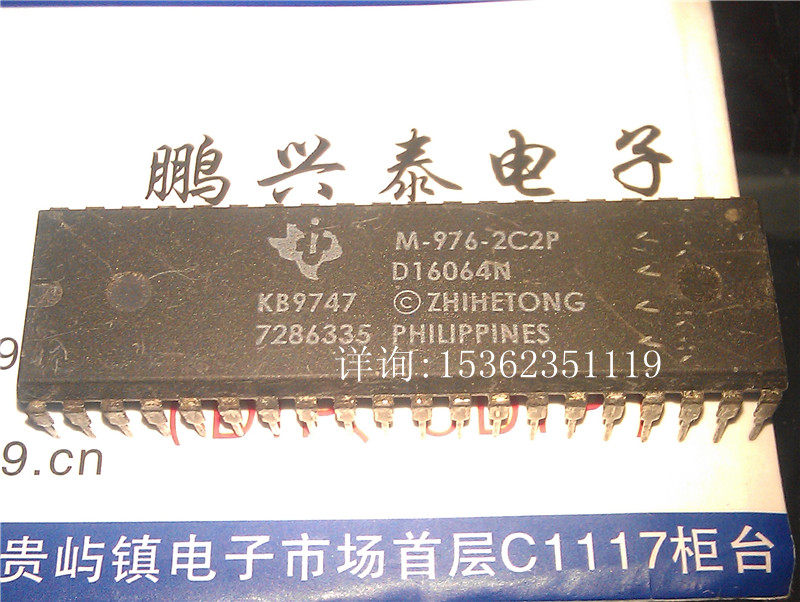 鹏兴泰电子
M-976-2C2P
D16064N
KB9747 ©ZHIHETONG
7286335 PHILIPPINES
详询:15362351119
9.cn
贵屿镇电子市场首层C1117柜台